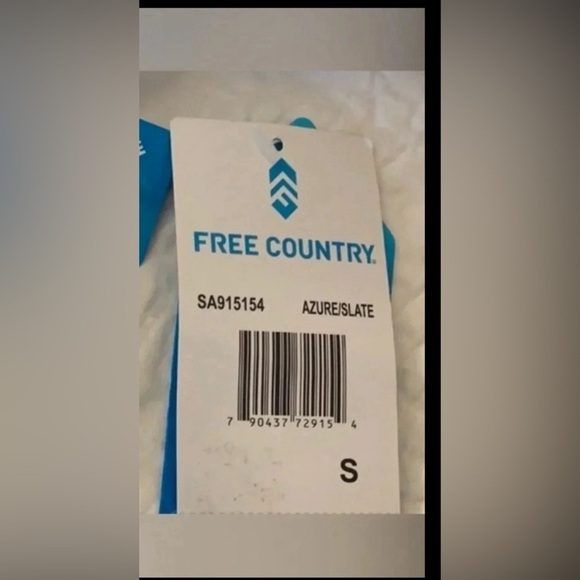 FREE COUNTRY.
SA915154 AZURE/SLATE
7 90437 72915 4
S